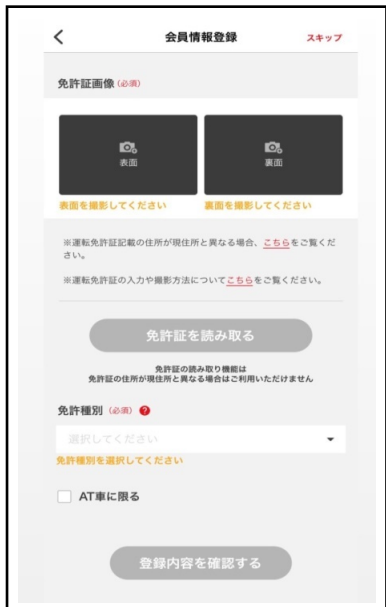 会員情報登録
スキップ
免許証画像(必須)
表面
裏面
表面を撮影してください
裏面を撮影してください
※運転免許証記載の住所が現住所と異なる場合、こちらをご覧くだ
さい。
※運転免許証の入力や撮影方法についてこちらをご覧ください。
免許証を読み取る
免許証の読み取り機能は
免許証の住所が現住所と異なる場合はご利用いただけません
免許種別(必須)?
選択してください
免許種別を選択してください
AT車に限る
登録内容を確認する